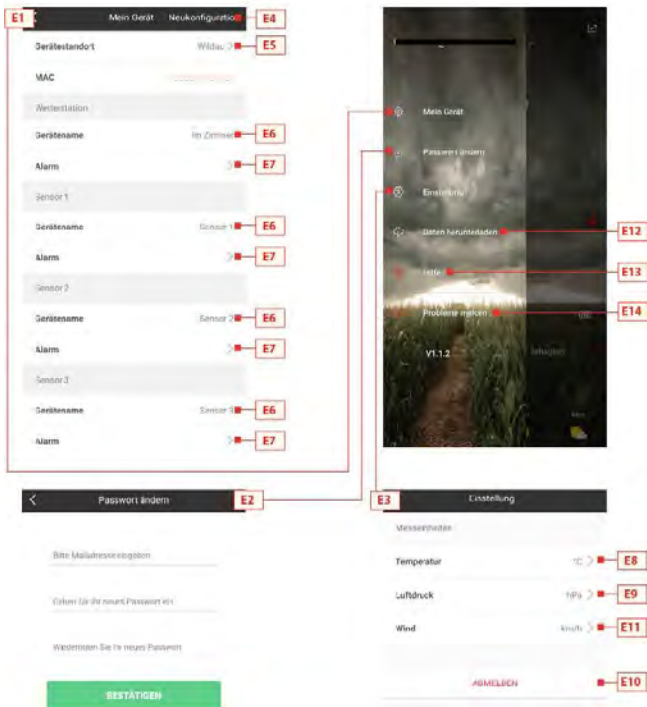 E1
Mein Gerät
Neukonfiguration
E4
Gerätestandort
Wildau
E5
MAC
Wetterstation
Gerätename
Im Zimmer
E6
Alarm
E7
Sensor 1
Gerätename
Sensor 1
E6
Alarm
E7
Sensor 2
Gerätename
Sensor 2
E6
Alarm
E7
Sensor 3
Gerätename
Sensor 3
E6
Alarm
E7
Mein Gerät
Passwort ändern
Einstellung
Daten herunterladen
E12
Hilfe
E13
Probleme melden
E14
V1.1.2
Passwort ändern
E2
Bitte Mailadresse eingeben
Geben Sie Ihr neues Passwort ein
Wiederholen Sie Ihr neues Passwort
BESTÄTIGEN
E3
Einstellung
Messeinheiten
Temperatur
°C
E8
Luftdruck
hPa
E9
Wind
km/h
E11
ABMELDEN
E10